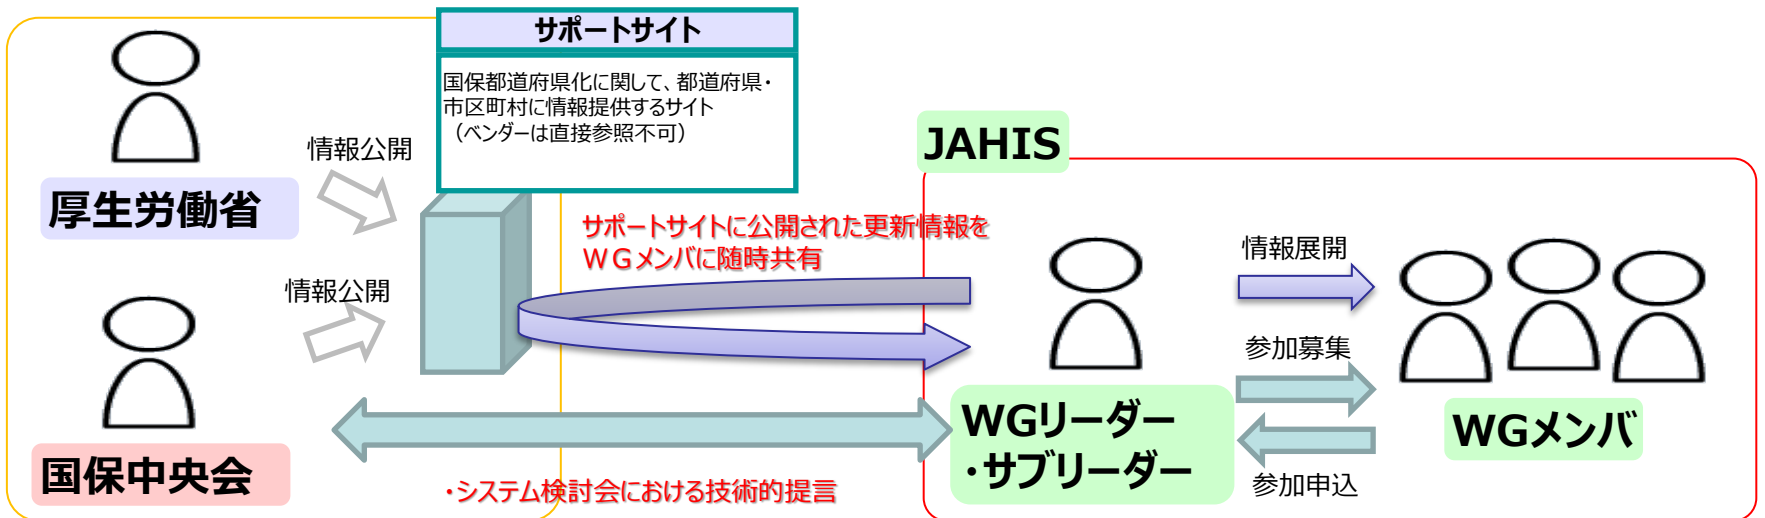 サポートサイト
国保都道府県化に関して、都道府県・
市区町村に情報提供するサイト
（ベンダーは直接参照不可）
情報公開
厚生労働省
情報公開
国保中央会
サポートサイトに公開された更新情報を
ＷＧメンバに随時共有
・システム検討会における技術的提言
JAHIS
WGリーダー
・サブリーダー
情報展開
参加募集
参加申込
WGメンバ